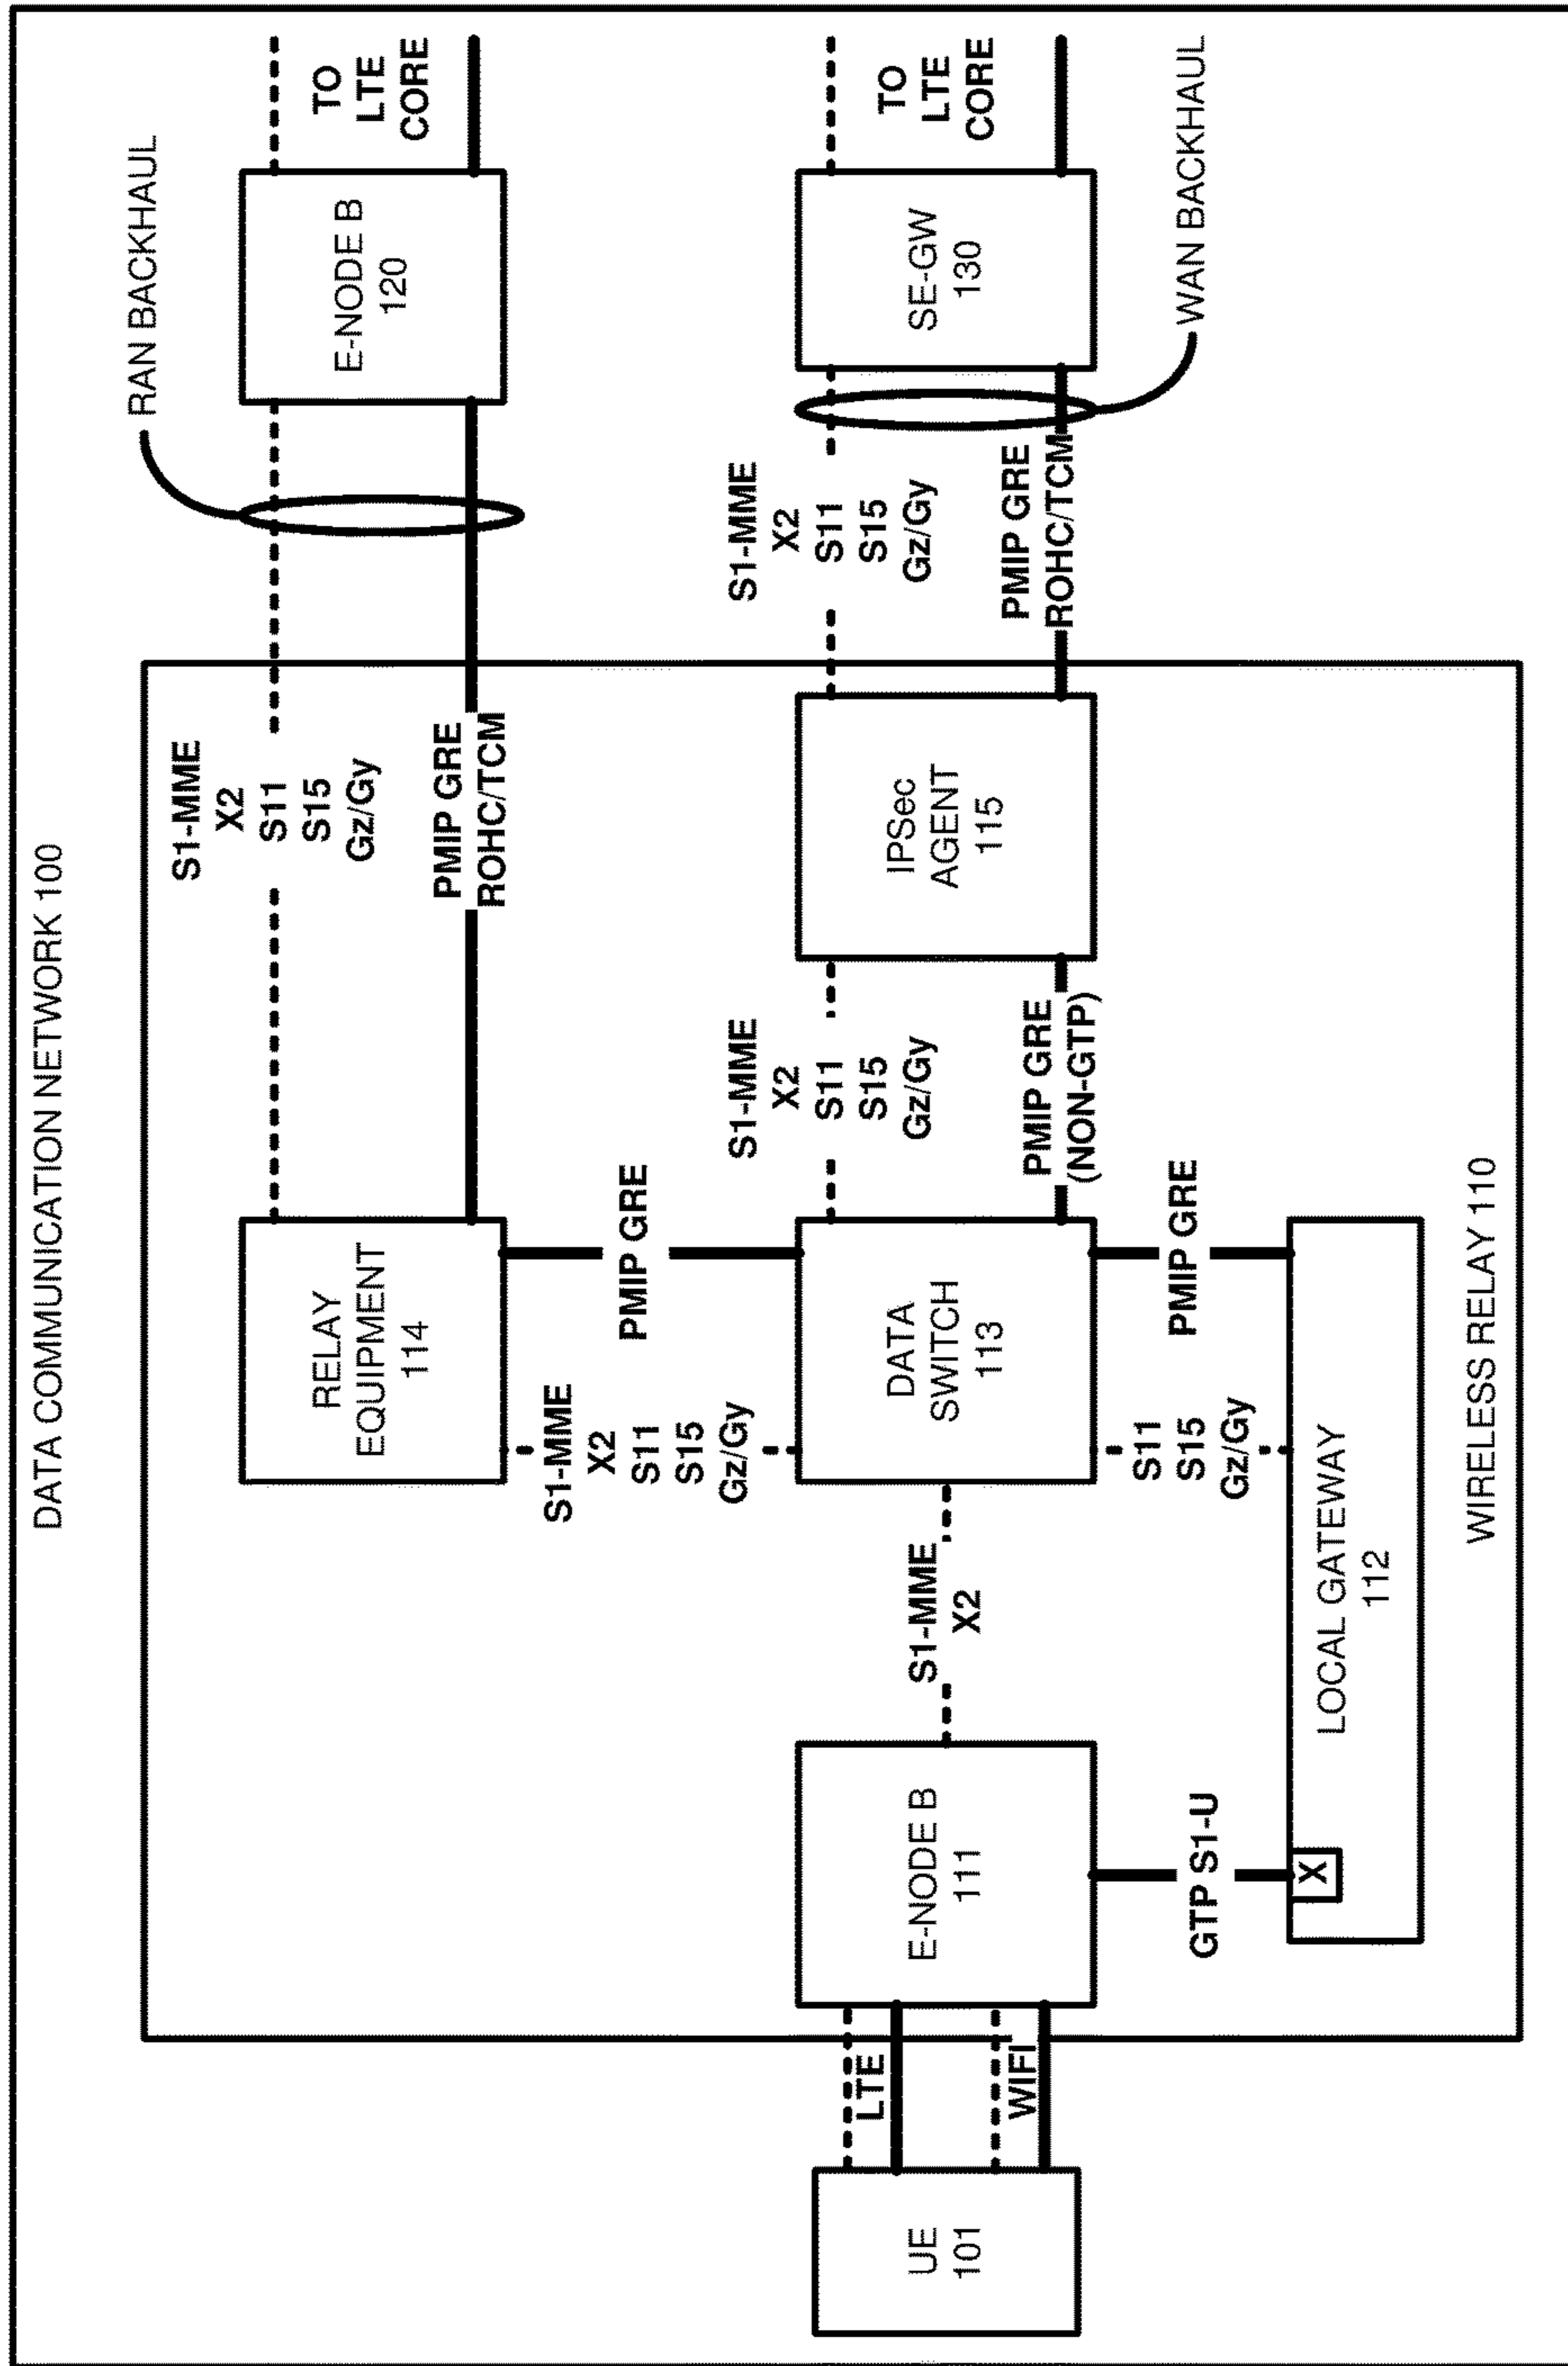 DATA COMMUNICATION NETWORK 100
RAN BACKHAUL
S1-MME
X2
S11
S15
Gz/Gy
PMIP GRE
ROHC/TCM
RELAY
EQUIPMENT
114
E-NODE B
120
TO
LTE
CORE
S1-MME
X2
S11
S15
Gz/Gy
PMIP GRE
UE
101
LTE
WIFI
E-NODE B
111
S1-MME
X2
DATA
SWITCH
113
S1-MME
X2
S11
S15
Gz/Gy
PMIP GRE
(NON-GTP)
IPSec
AGENT
115
S1-MME
X2
S11
S15
Gz/Gy
PMIP GRE
ROHC/TCM
SE-GW
130
TO
LTE
CORE
WAN BACKHAUL
GTP S1-U
S11
S15
Gz/Gy
PMIP GRE
X
LOCAL GATEWAY
112
WIRELESS RELAY 110